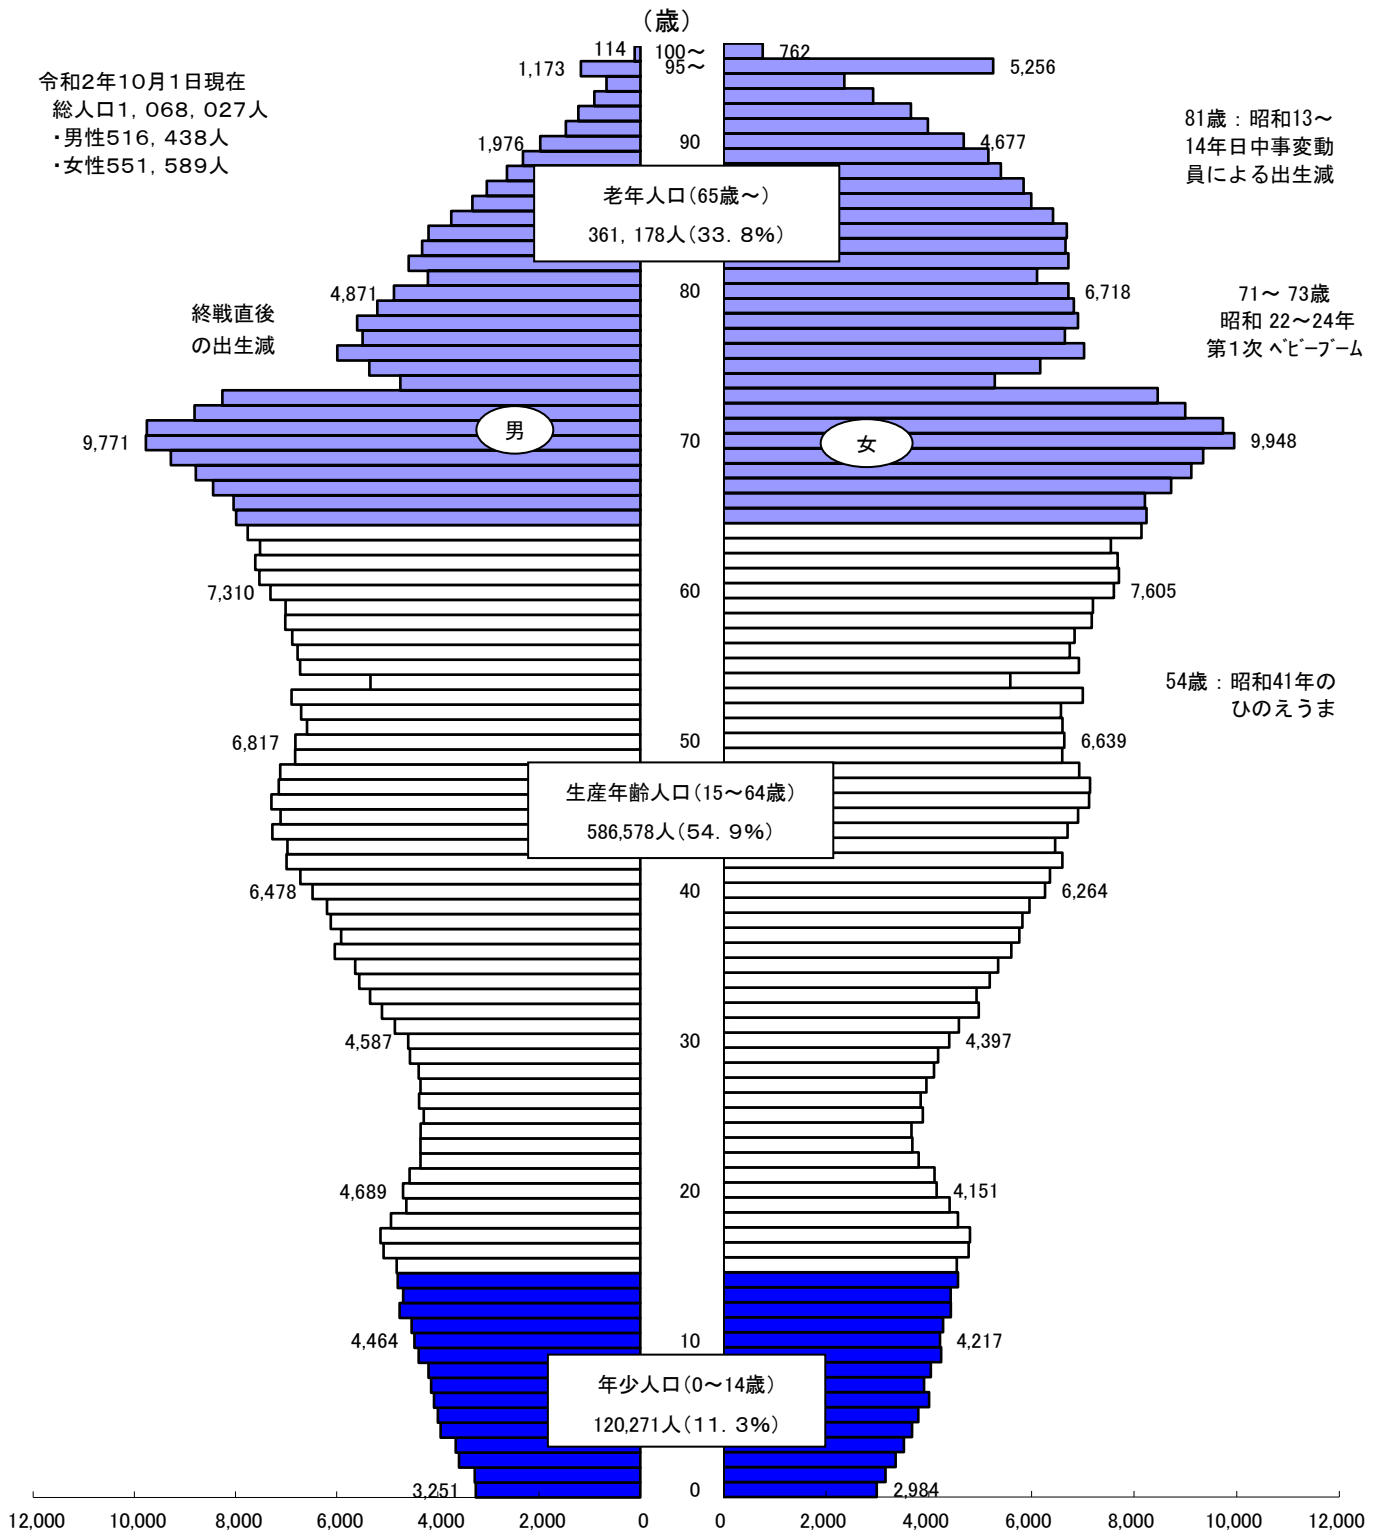 （歳）
令和２年１０月１日現在
総人口１，０６８，０２７人
・男性５１６，４３８人
・女性５５１，５８９人
114
100～
762
1,173
95～
5,256
81歳：昭和13～
14年日中事変動
員による出生減
1,976
90
4,677
老年人口（65歳～）
361，178人（３３．８％）
4,871
80
6,718
終戦直後
の出生減
71～ 73歳
昭和 22～24年
第１次 ﾍﾞﾋﾞｰﾌﾞｰﾑ
男
女
9,771
70
9,948
7,310
60
7,605
54歳：昭和41年の
ひのえうま
6,817
50
6,639
生産年齢人口（15～64歳）
586,578人（５４．９％）
6,478
40
6,264
4,587
30
4,397
4,689
20
4,151
4,464
10
4,217
年少人口（0～14歳）
120,271人（１１．３％）
3,251
0
2,984
12,000 10,000 8,000 6,000 4,000 2,000 0 0 2,000 4,000 6,000 8,000 10,000 12,000